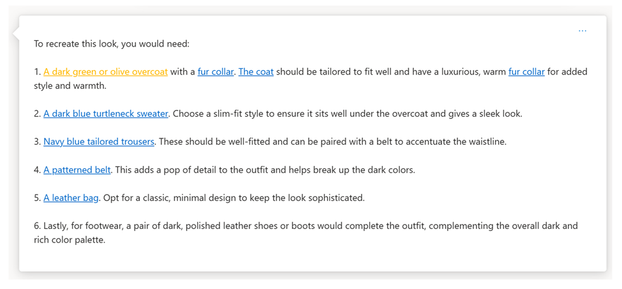 ...
To recreate this look, you would need:
1. A dark green or olive overcoat with a fur collar. The coat should be tailored to fit well and have a luxurious, warm fur collar for added
style and warmth.
2. A dark blue turtleneck sweater. Choose a slim-fit style to ensure it sits well under the overcoat and gives a sleek look.
3. Navy blue tailored trousers. These should be well-fitted and can be paired with a belt to accentuate the waistline.
4. A patterned belt. This adds a pop of detail to the outfit and helps break up the dark colors.
5. A leather bag. Opt for a classic, minimal design to keep the look sophisticated.
6. Lastly, for footwear, a pair of dark, polished leather shoes or boots would complete the outfit, complementing the overall dark and
rich color palette.